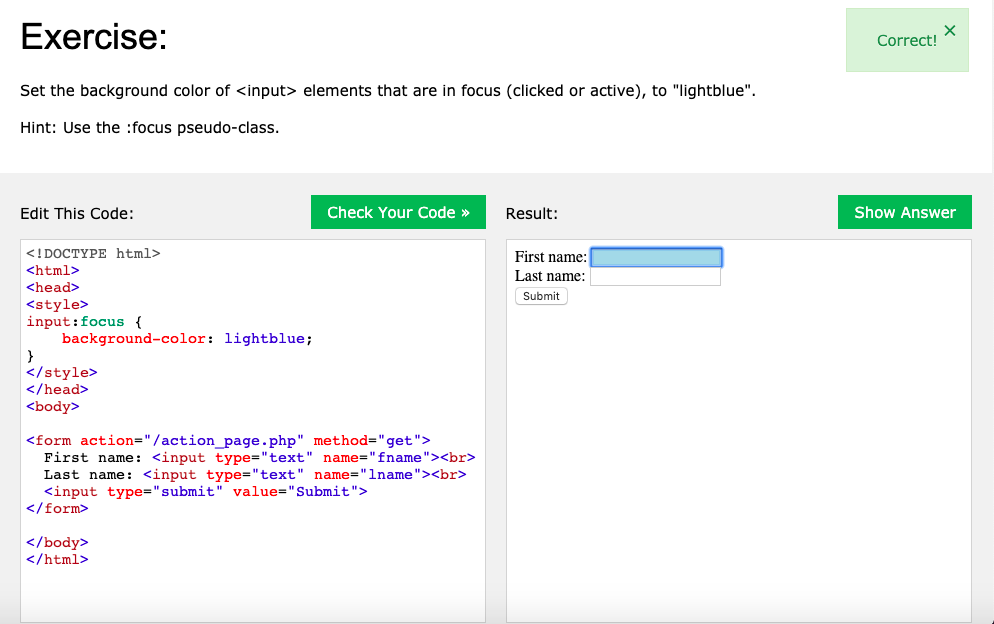 Exercise:
Correct! ×
Set the background color of <input> elements that are in focus (clicked or active), to "lightblue".
Hint: Use the :focus pseudo-class.
Edit This Code:
Check Your Code »
<!DOCTYPE html>
<html>
<head>
<style>
input:focus {
    background-color: lightblue;
}
</style>
</head>
<body>
<form action="/action_page.php" method="get">
  First name: <input type="text" name="fname"><br>
  Last name: <input type="text" name="lname"><br>
  <input type="submit" value="Submit">
</form>
</body>
</html>
Result:
Show Answer
First name:
Last name:
Submit